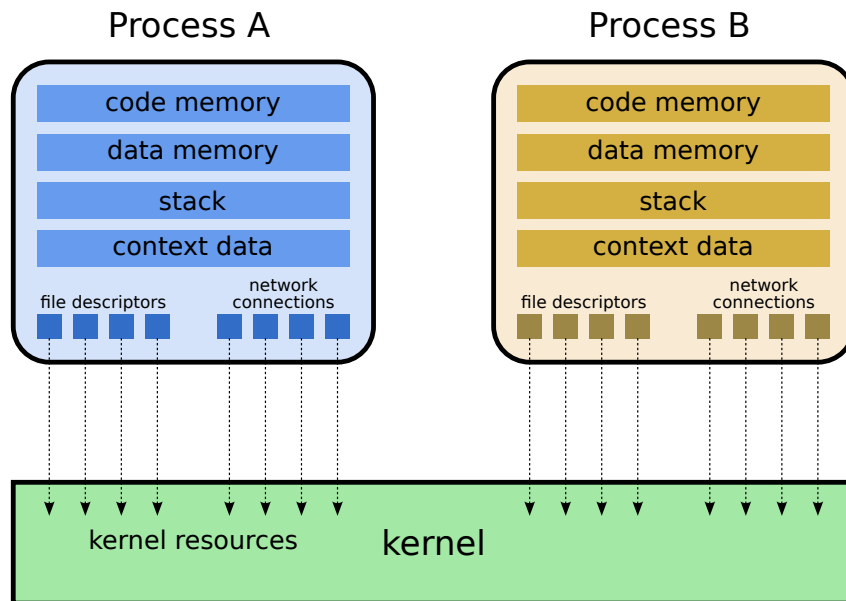 Process A
code memory
data memory
stack
context data
file descriptors
network
connections
Process B
code memory
data memory
stack
context data
file descriptors
network
connections
kernel resources
kernel